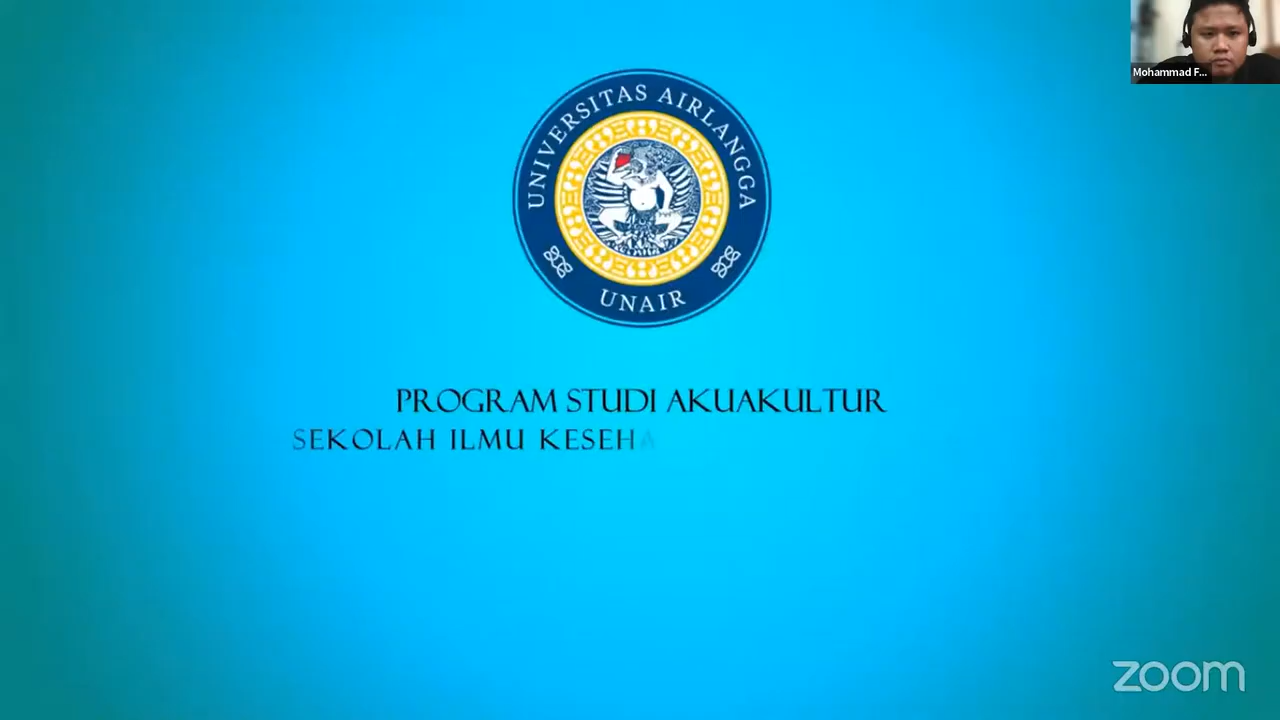 Mohammad F...
UNIVERSITAS AIRLANGGA
UNAIR
PROGRAM STUDI AKUAKULTUR
SEKOLAH ILMU KESEHA
zoom